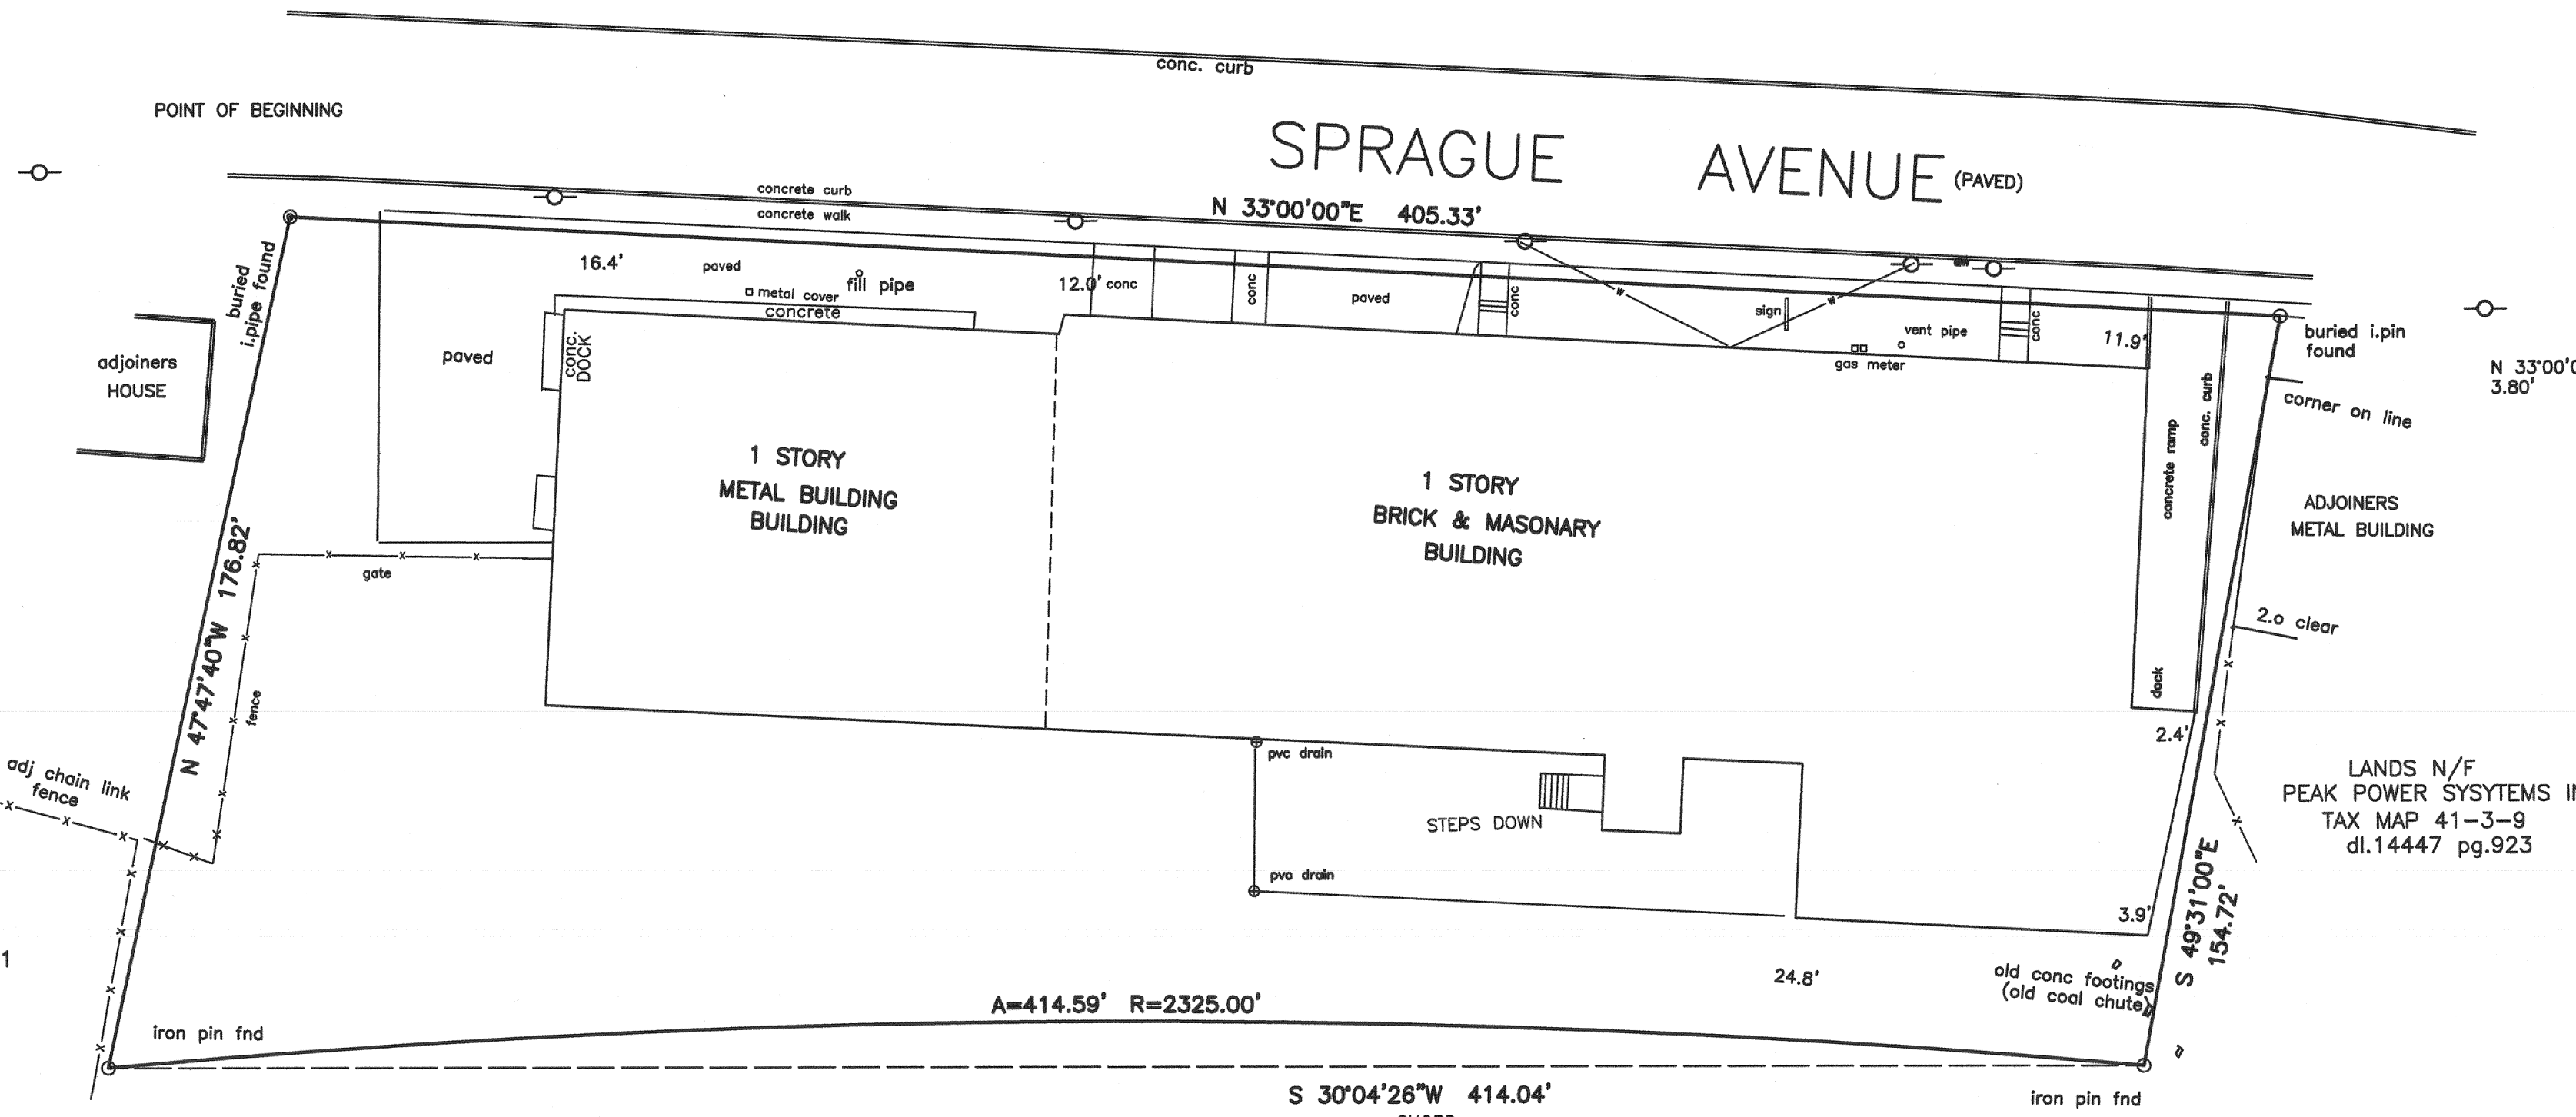 conc. curb
POINT OF BEGINNING
SPRAGUE AVENUE (PAVED)
concrete curb
concrete walk
N 33°00'00"E 405.33'
buried
i.pipe found
16.4'
paved
fill pipe
metal cover
concrete
12.0' conc
conc
paved
conc
sign
vent pipe
gas meter
conc
11.9'
buried i.pin
found
N 33°00'0
3.80'
corner on line
adjoiners
HOUSE
paved
conc.
DOCK
conc. curb
concrete ramp
1 STORY
METAL BUILDING
BUILDING
1 STORY
BRICK & MASONARY
BUILDING
ADJOINERS
METAL BUILDING
gate
N 47°47'40"W 176.82'
fence
2.o clear
dock
2.4'
adj chain link
fence
pvc drain
STEPS DOWN
pvc drain
LANDS N/F
PEAK POWER SYSYTEMS IN
TAX MAP 41-3-9
dl.14447 pg.923
S 49°31'00"E
154.72'
3.9'
1
24.8'
old conc footings
(old coal chute)
A=414.59' R=2325.00'
iron pin fnd
S 30°04'26"W 414.04'
iron pin fnd